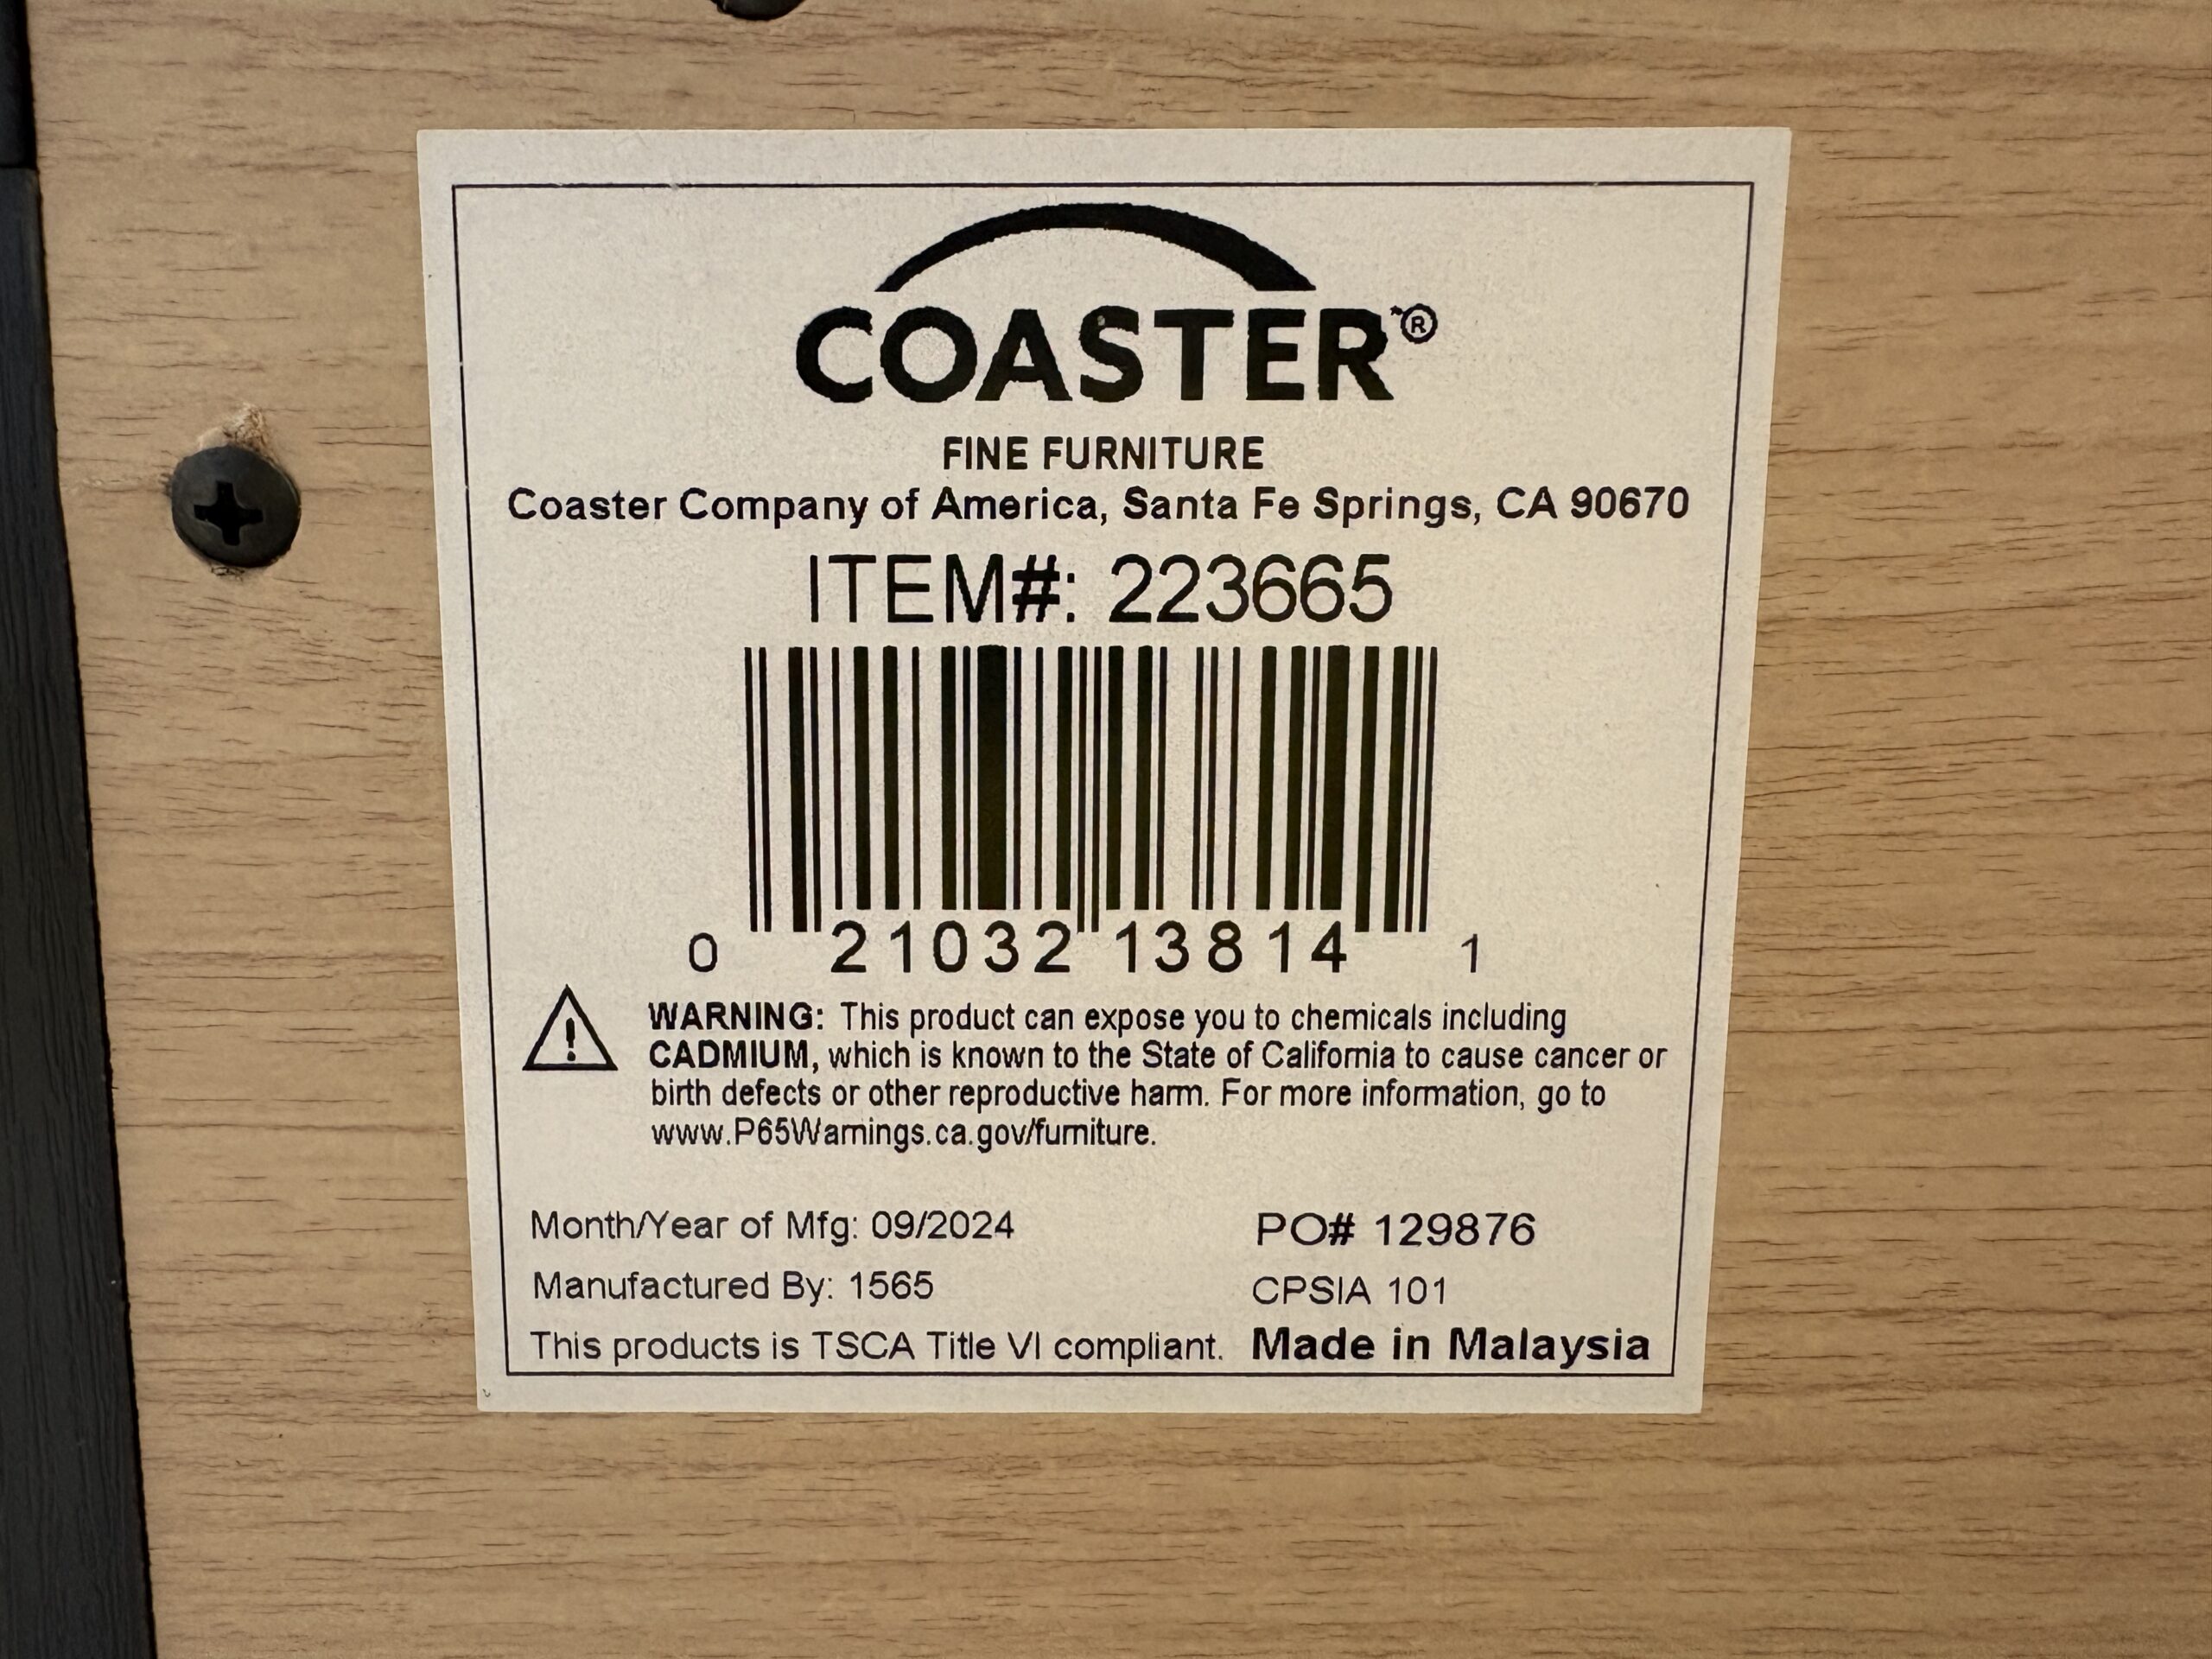 COASTER®
FINE FURNITURE
Coaster Company of America, Santa Fe Springs, CA 90670
ITEM#: 223665
0 21032 13814 1
WARNING: This product can expose you to chemicals including
CADMIUM, which is known to the State of California to cause cancer or
birth defects or other reproductive harm. For more information, go to
www.P65Warnings.ca.gov/furniture.
Month/Year of Mfg: 09/2024 PO# 129876
Manufactured By: 1565 CPSIA 101
This products is TSCA Title VI compliant. Made in Malaysia